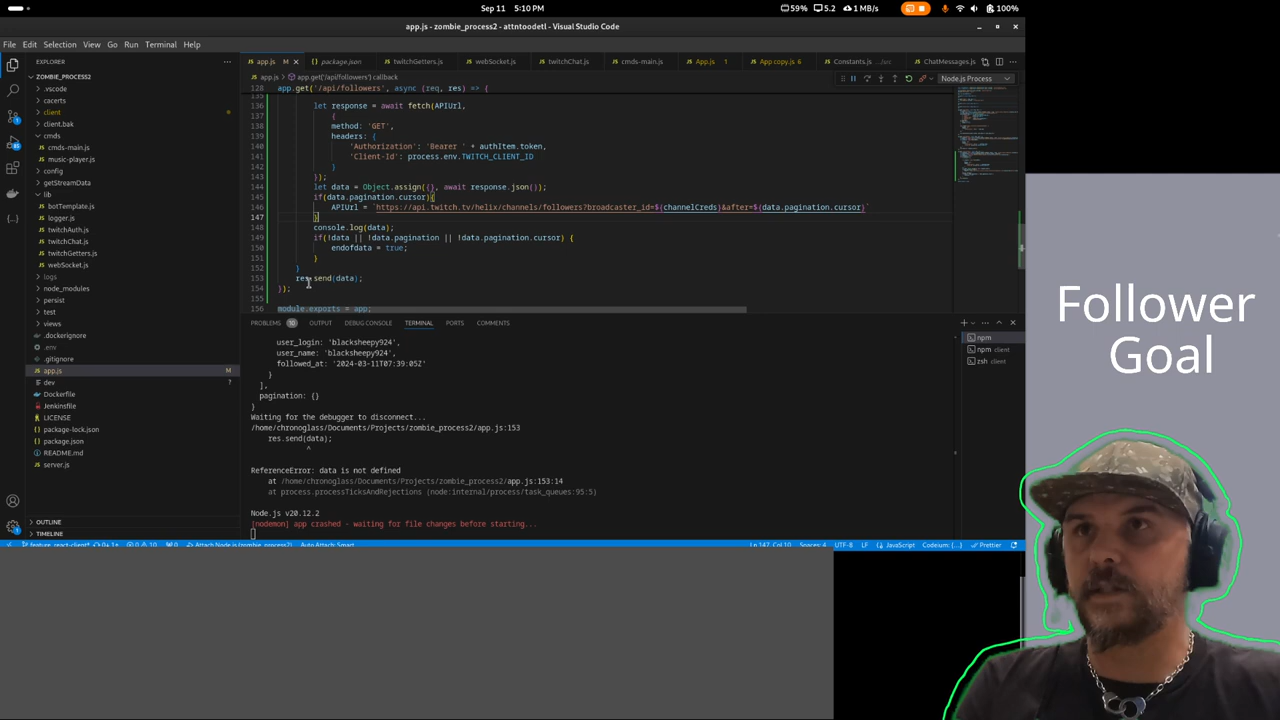 Sep 11 5:10 PM
59% 5.2 1 MB/s
100%
app.js - zombie_process2 - attntoodetl - Visual Studio Code
File Edit Selection View Go Run Terminal Help
EXPLORER
ZOMBIE_PROCESS2
.vscode
cacerts
client
client.bak
cmds
cmds-main.js
music-player.js
config
getStreamData
lib
botTemplate.js
logger.js
twitchAuth.js
twitchChat.js
twitchGetters.js
webSocket.js
logs
node_modules
persist
test
views
.dockerignore
.env
.gitignore
app.js M
dev ?
Dockerfile
Jenkinsfile
LICENSE
package-lock.json
package.json
README.md
server.js
OUTLINE
TIMELINE
app.js M package.json twitchGetters.js webSocket.js twitchChat.js cmds-main.js App.js 1 App copy.js 6 Constants.js .../src ChatMessages.js
app.js > app.get('/api/followers') callback
Node.js Process
128 app.get('/api/followers', async (req, res) => {
135
136 let response = await fetch(APIUrl,
137 {
138 method: 'GET',
139 headers: {
140 'Authorization': 'Bearer ' + authItem.token,
141 'Client-Id': process.env.TWITCH_CLIENT_ID
142 }
143 });
144 let data = Object.assign({}, await response.json());
145 if(data.pagination.cursor){
146 APIUrl = `https://api.twitch.tv/helix/channels/followers?broadcaster_id=${channelCreds}&after=${data.pagination.cursor}`
147 }
148 console.log(data);
149 if(!data || !data.pagination || !data.pagination.cursor) {
150 endofdata = true;
151 }
152 }
153 res.send(data);
154 });
155
156 module.exports = app;
PROBLEMS 10 OUTPUT DEBUG CONSOLE TERMINAL PORTS COMMENTS
npm
npm client
zsh client
user_login: 'blacksheepy924',
user_name: 'blacksheepy924',
followed_at: '2024-03-11T07:39:05Z'
}
],
pagination: {}
}
Waiting for the debugger to disconnect...
/home/chronoglass/Documents/Projects/zombie_process2/app.js:153
res.send(data);
^
ReferenceError: data is not defined
at /home/chronoglass/Documents/Projects/zombie_process2/app.js:153:14
at process.processTicksAndRejections (node:internal/process/task_queues:95:5)
Node.js v20.12.2
[nodemon] app crashed - waiting for file changes before starting...
Auto Attach: Smart
Ln 147, Col 10 Spaces: 4 UTF-8 LF JavaScript Codeium: {...} Prettier
Follower
Goal